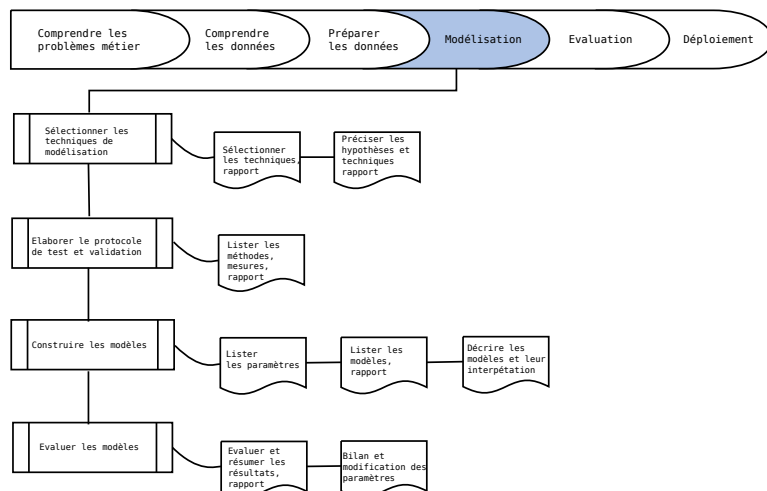 Comprendre les
problèmes métier
Comprendre
les données
Préparer
les données
Modélisation
Evaluation
Déploiement
Sélectionner les
techniques de
modélisation
Sélectionner
les techniques,
rapport
Préciser les
hypothèses et
techniques
rapport
Elaborer le protocole
de test et validation
Lister les
méthodes,
mesures,
rapport
Construire les modèles
Lister
les paramètres
Lister les
modèles,
rapport
Décrire les
modèles et leur
interpétation
Evaluer les modèles
Evaluer et
résumer les
résultats,
rapport
Bilan et
modification des
paramètres